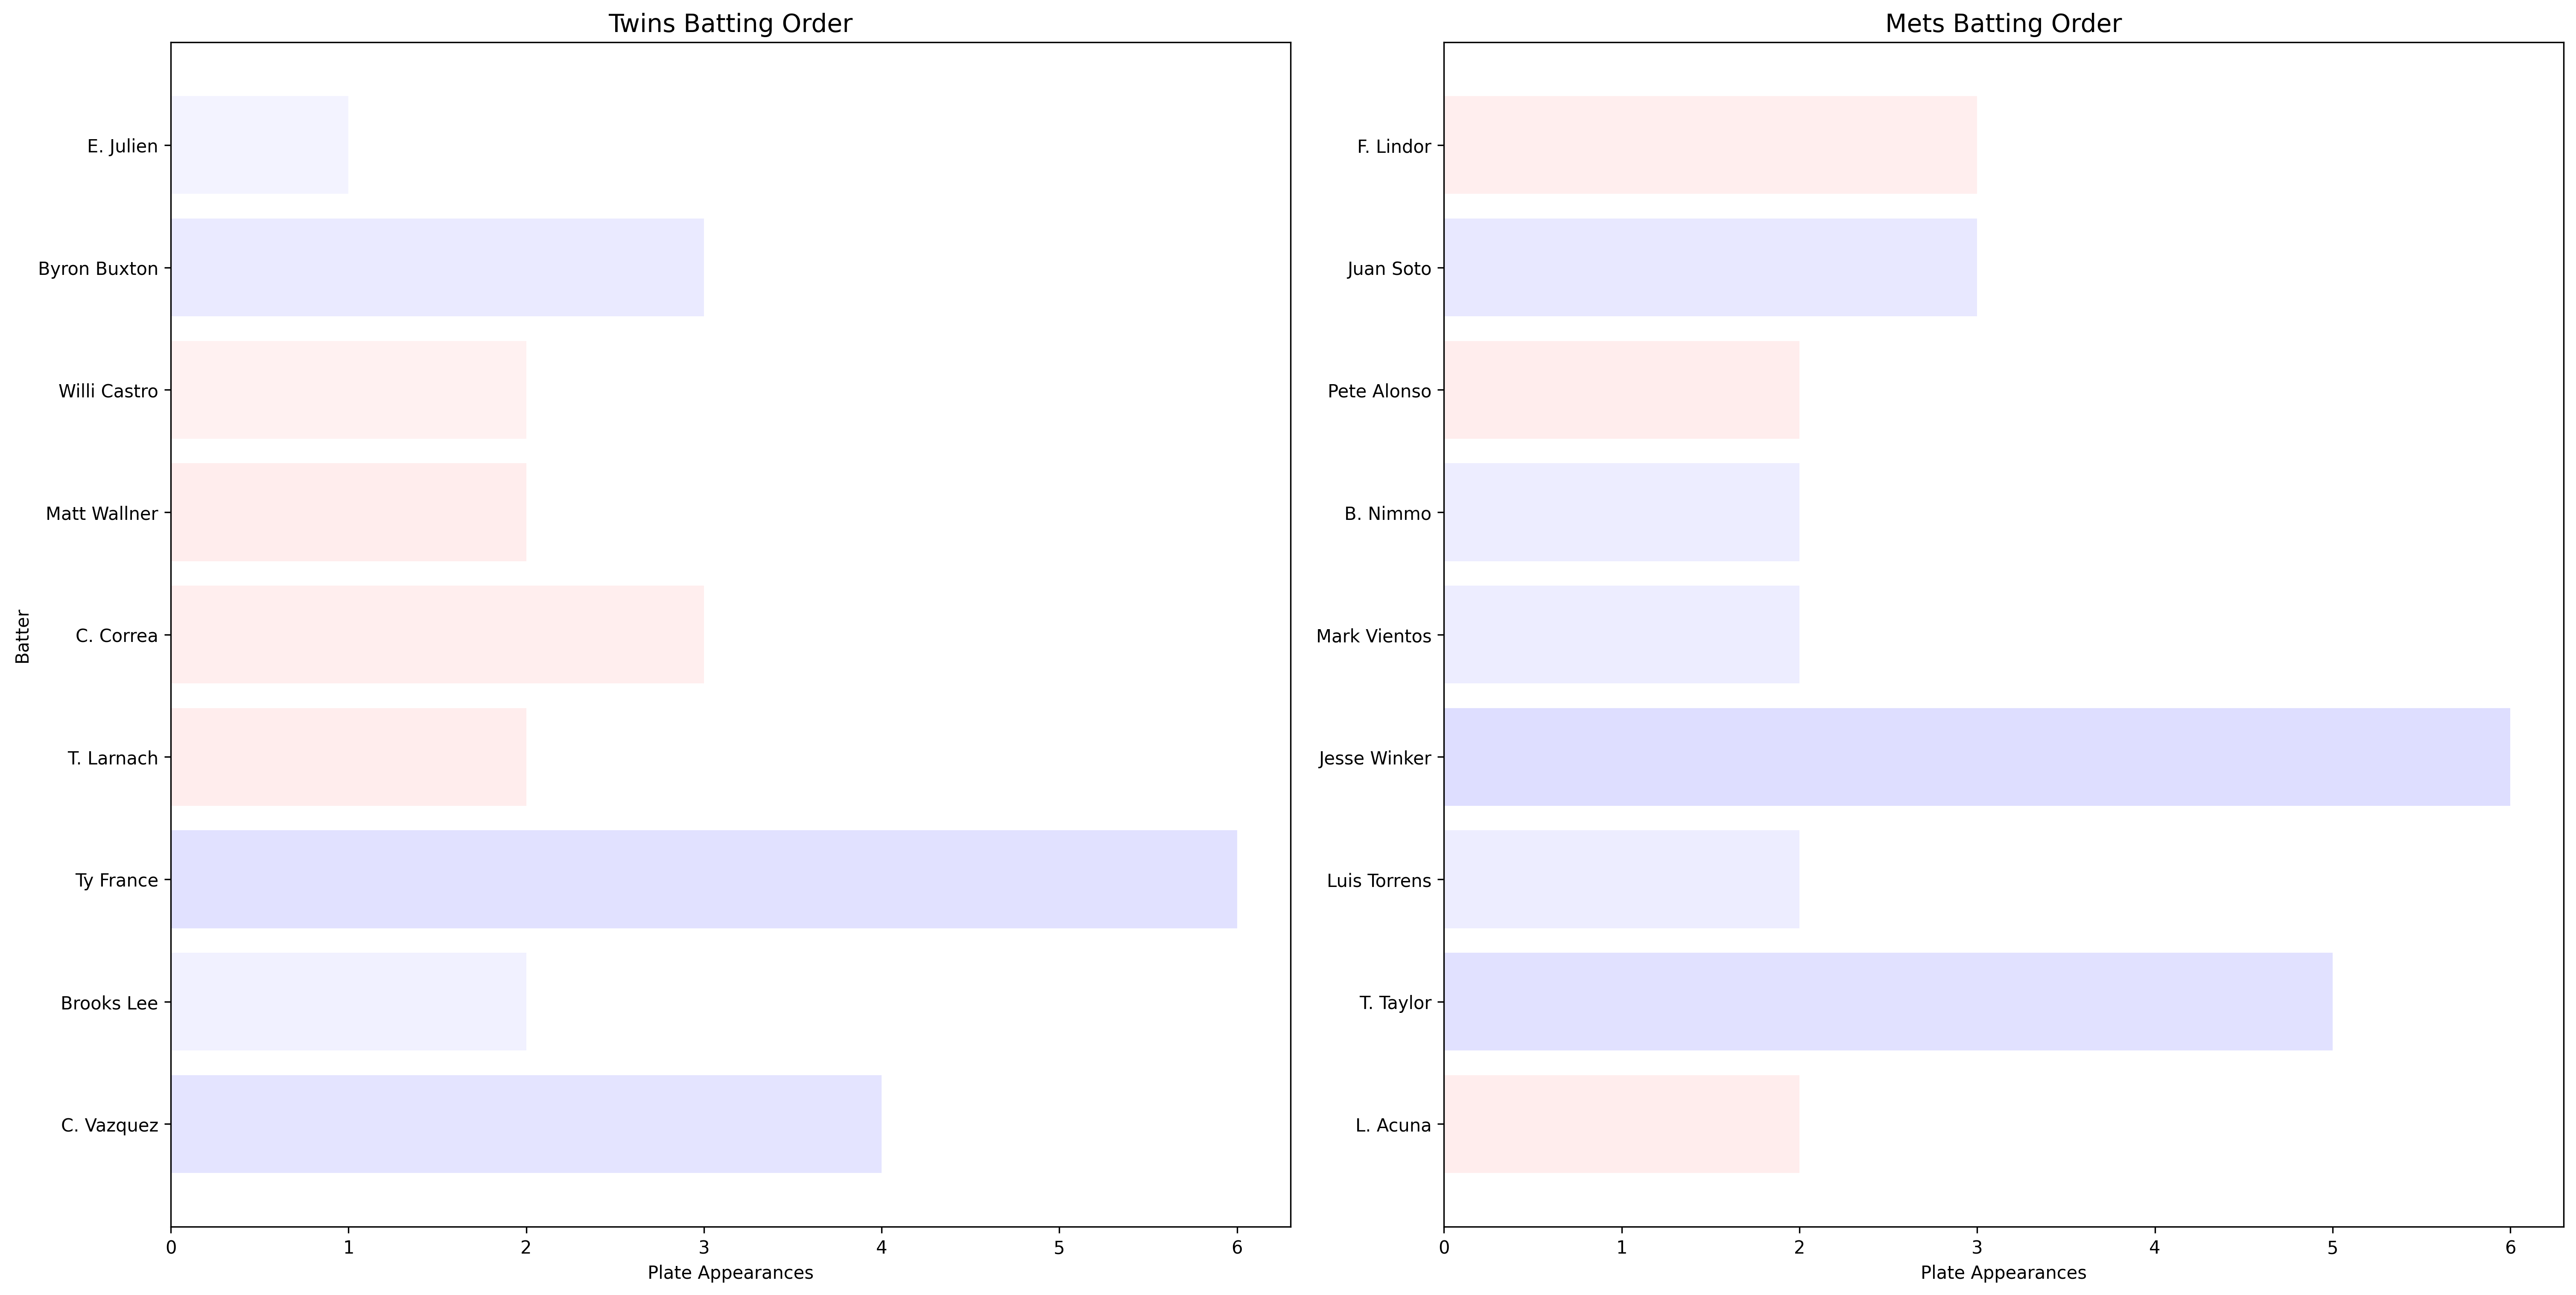 Twins Batting Order
Batter
E. Julien
Byron Buxton
Willi Castro
Matt Wallner
C. Correa
T. Larnach
Ty France
Brooks Lee
C. Vazquez
0 1 2 3 4 5 6
Plate Appearances
Mets Batting Order
F. Lindor
Juan Soto
Pete Alonso
B. Nimmo
Mark Vientos
Jesse Winker
Luis Torrens
T. Taylor
L. Acuna
0 1 2 3 4 5 6
Plate Appearances